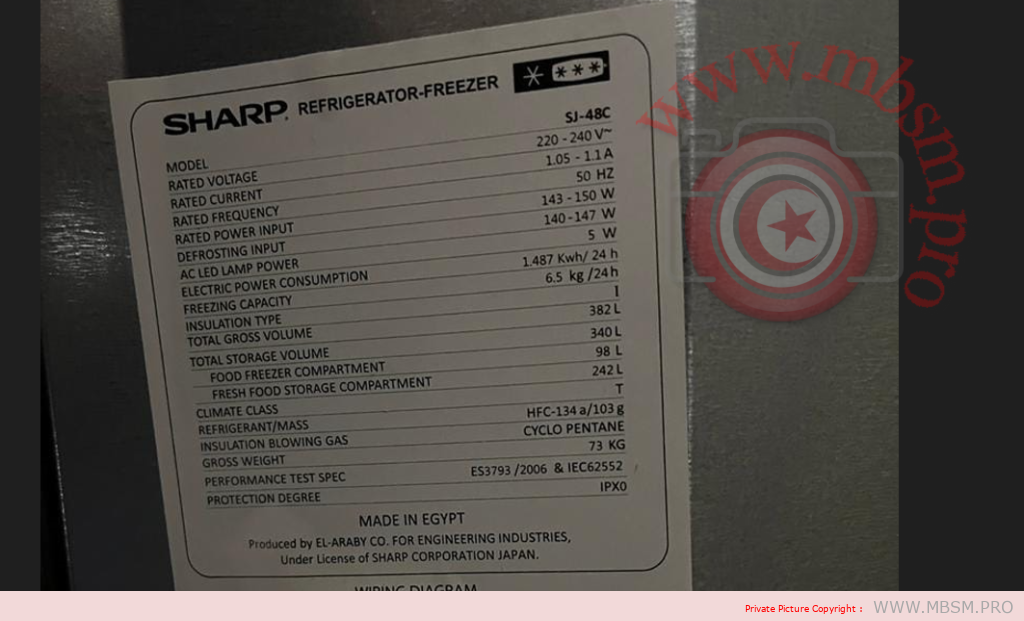 SHARP REFRIGERATOR-FREEZER
MODEL SJ-48C
RATED VOLTAGE 220 - 240 V~
RATED CURRENT 1.05 - 1.1 A
RATED FREQUENCY 50 HZ
RATED POWER INPUT 143 - 150 W
DEFROSTING INPUT 140 - 147 W
AC LED LAMP POWER 5 W
ELECTRIC POWER CONSUMPTION 1.487 Kwh/ 24 h
FREEZING CAPACITY 6.5 kg /24 h
INSULATION TYPE I
TOTAL GROSS VOLUME 382 L
TOTAL STORAGE VOLUME 340 L
FOOD FREEZER COMPARTMENT 98 L
FRESH FOOD STORAGE COMPARTMENT 242 L
CLIMATE CLASS T
REFRIGERANT/MASS HFC-134 a/103 g
INSULATION BLOWING GAS CYCLO PENTANE
GROSS WEIGHT 73 KG
PERFORMANCE TEST SPEC ES3793 /2006 & IEC62552
PROTECTION DEGREE IPX0
MADE IN EGYPT
Produced by EL-ARABY CO. FOR ENGINEERING INDUSTRIES,
Under License of SHARP CORPORATION JAPAN.
WIRING DIAGRAM
www.mbsm.pro
Private Picture Copyright : WWW.MBSM.PRO